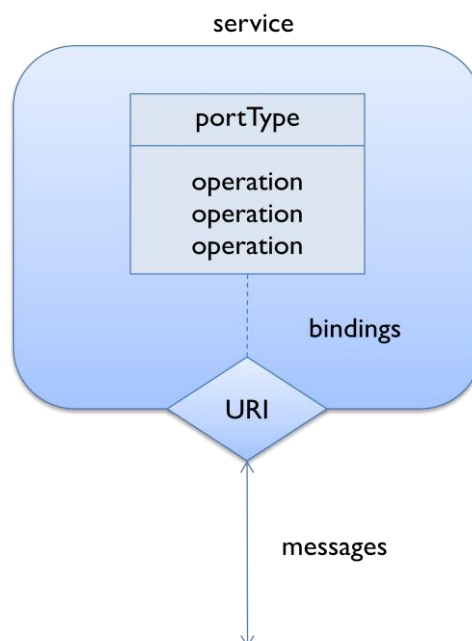 service
portType
operation
operation
operation
bindings
URI
messages